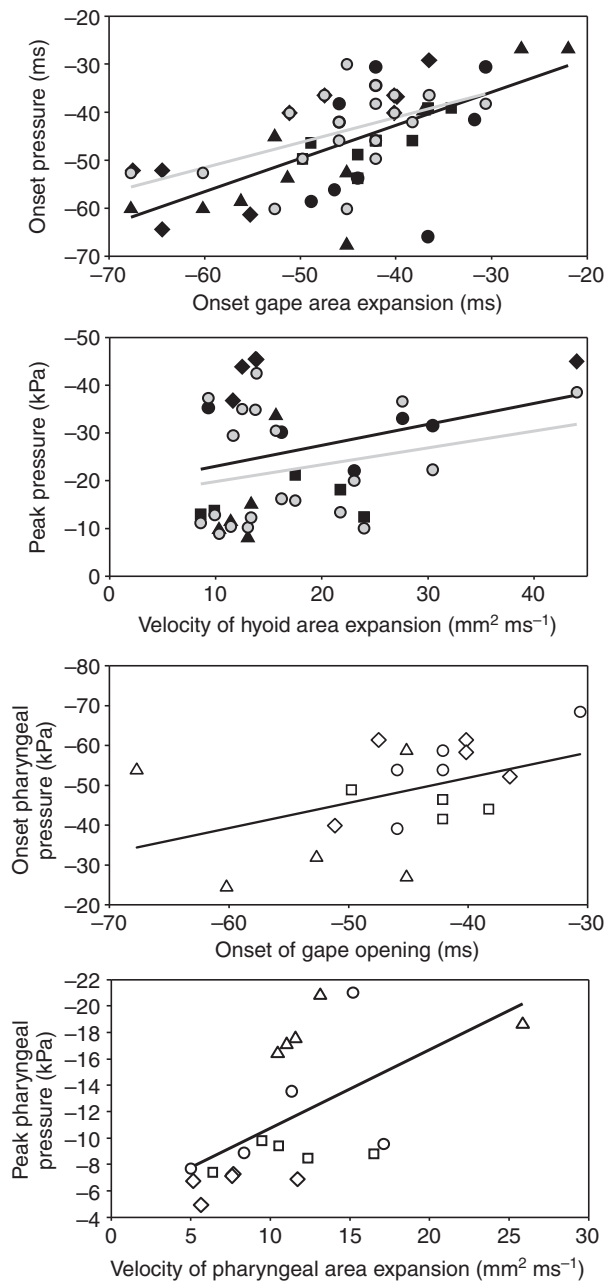 –20
–30
–40
–50
–60
–70
Onset pressure (ms)
–70 –60 –50 –40 –30 –20
Onset gape area expansion (ms)
–50
–40
–30
–20
–10
0
Peak pressure (kPa)
0 10 20 30 40
Velocity of hyoid area expansion (mm² ms⁻¹)
–80
–70
–60
–50
–40
–30
–20
Onset pharyngeal
pressure (kPa)
–70 –60 –50 –40 –30
Onset of gape opening (ms)
–22
–20
–18
–16
–14
–12
–10
–8
–6
–4
Peak pharyngeal
pressure (kPa)
0 5 10 15 20 25 30
Velocity of pharyngeal area expansion (mm² ms⁻¹)